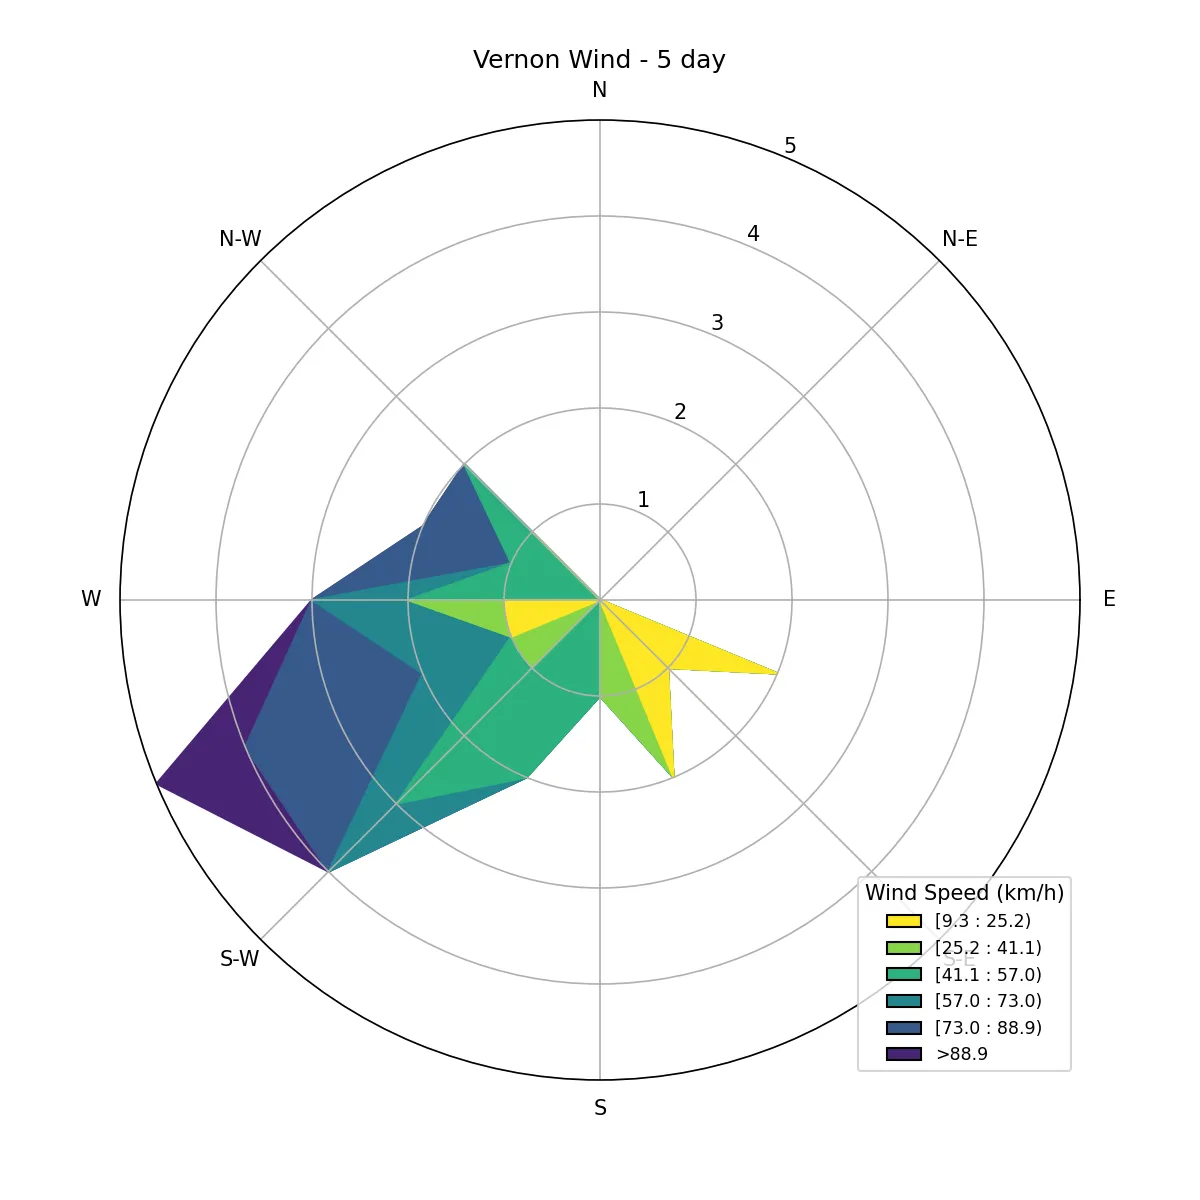 Vernon Wind - 5 day
N
5
N-W
4
N-E
3
2
1
W
E
S-W
S-E
Wind Speed (km/h)
[9.3 : 25.2)
[25.2 : 41.1)
[41.1 : 57.0)
[57.0 : 73.0)
[73.0 : 88.9)
>88.9
S